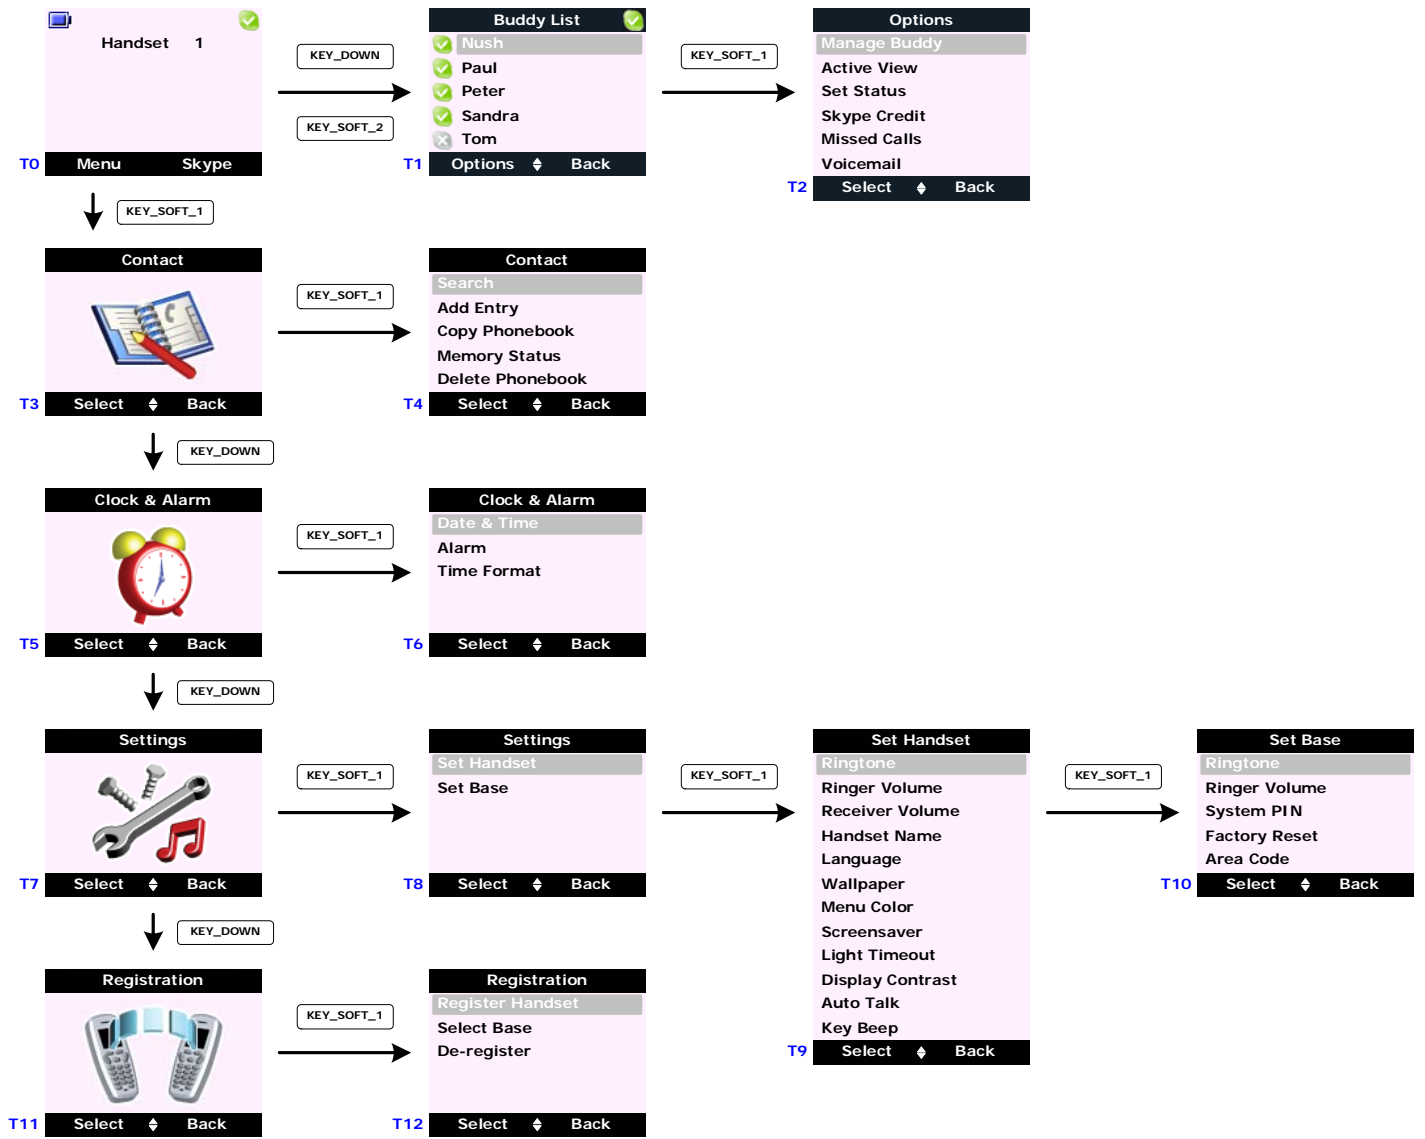 Handset 1
Menu Skype
T0
KEY_DOWN
KEY_SOFT_2
Buddy List
Nush
Paul
Peter
Sandra
Tom
Options Back
T1
KEY_SOFT_1
Options
Manage Buddy
Active View
Set Status
Skype Credit
Missed Calls
Voicemail
Select Back
T2
KEY_SOFT_1
Contact
Select Back
T3
KEY_SOFT_1
Contact
Search
Add Entry
Copy Phonebook
Memory Status
Delete Phonebook
Select Back
T4
KEY_DOWN
Clock & Alarm
Select Back
T5
KEY_SOFT_1
Clock & Alarm
Date & Time
Alarm
Time Format
Select Back
T6
KEY_DOWN
Settings
Select Back
T7
KEY_SOFT_1
Settings
Set Handset
Set Base
Select Back
T8
KEY_SOFT_1
Set Handset
Ringtone
Ringer Volume
Receiver Volume
Handset Name
Language
Wallpaper
Menu Color
Screensaver
Light Timeout
Display Contrast
Auto Talk
Key Beep
Select Back
T9
KEY_SOFT_1
Set Base
Ringtone
Ringer Volume
System PIN
Factory Reset
Area Code
Select Back
T10
KEY_DOWN
Registration
Select Back
T11
KEY_SOFT_1
Registration
Register Handset
Select Base
De-register
Select Back
T12